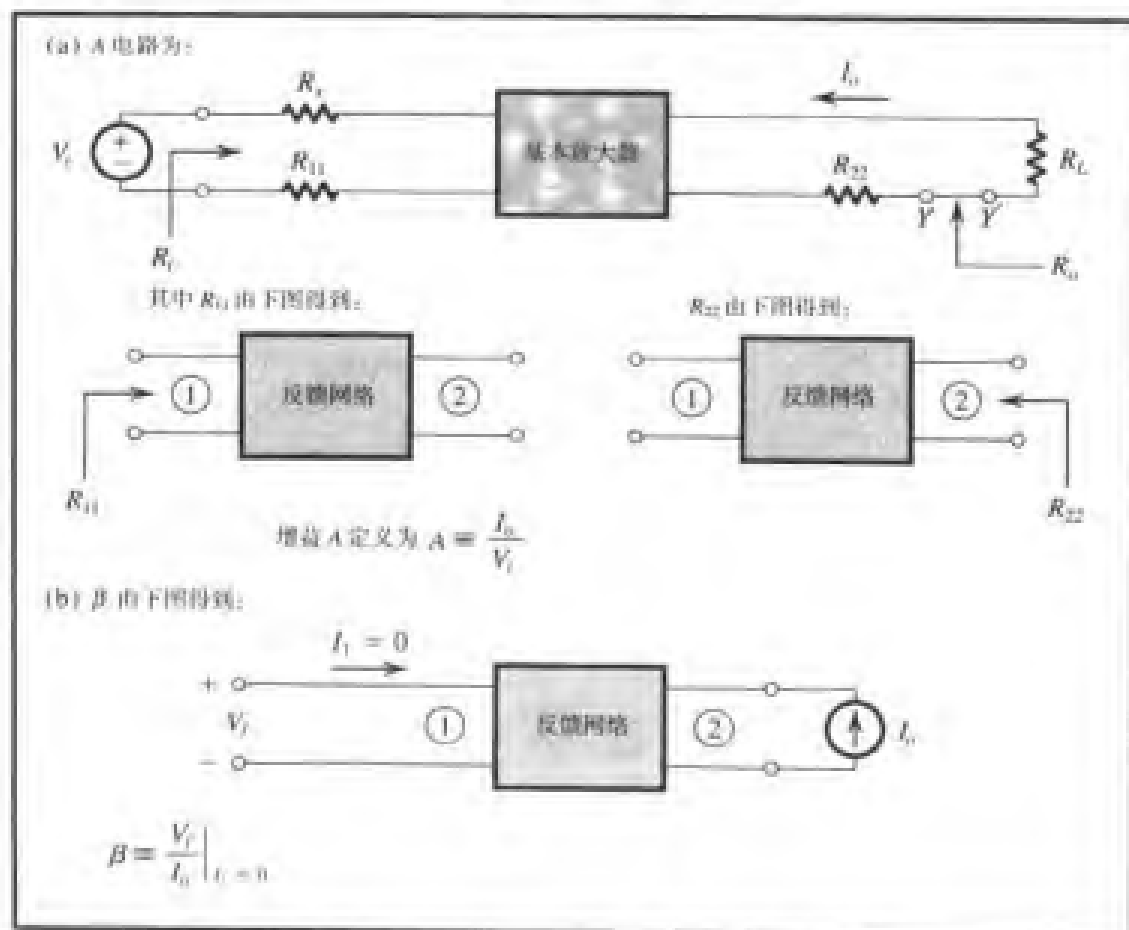 (a) A 电路为:
I_o
R_s
V_i
+
−
R_11
基本放大器
R_22
R_L
Y
Y
R_i
R_o
其中 R_11 由下图得到:
R_22 由下图得到:
① 反馈网络 ②
① 反馈网络 ②
R_11
R_22
增益 A 定义为 A ≡ I_o / V_i
(b) β 由下图得到:
I_1 = 0
+
V_f
−
① 反馈网络 ②
I_o
β ≡ V_f / I_o |_{I_1 = 0}